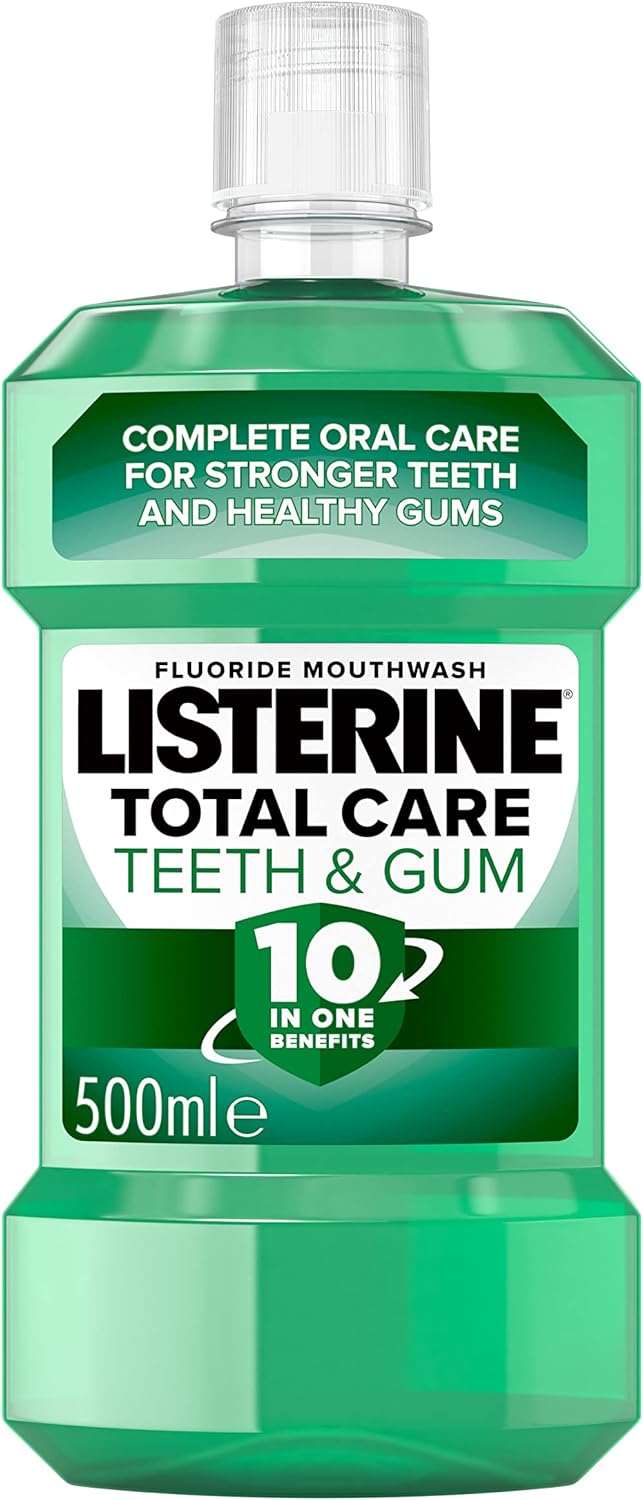 COMPLETE ORAL CARE
FOR STRONGER TEETH
AND HEALTHY GUMS
FLUORIDE MOUTHWASH
LISTERINE®
TOTAL CARE
TEETH & GUM
10
IN ONE
BENEFITS
500ml℮